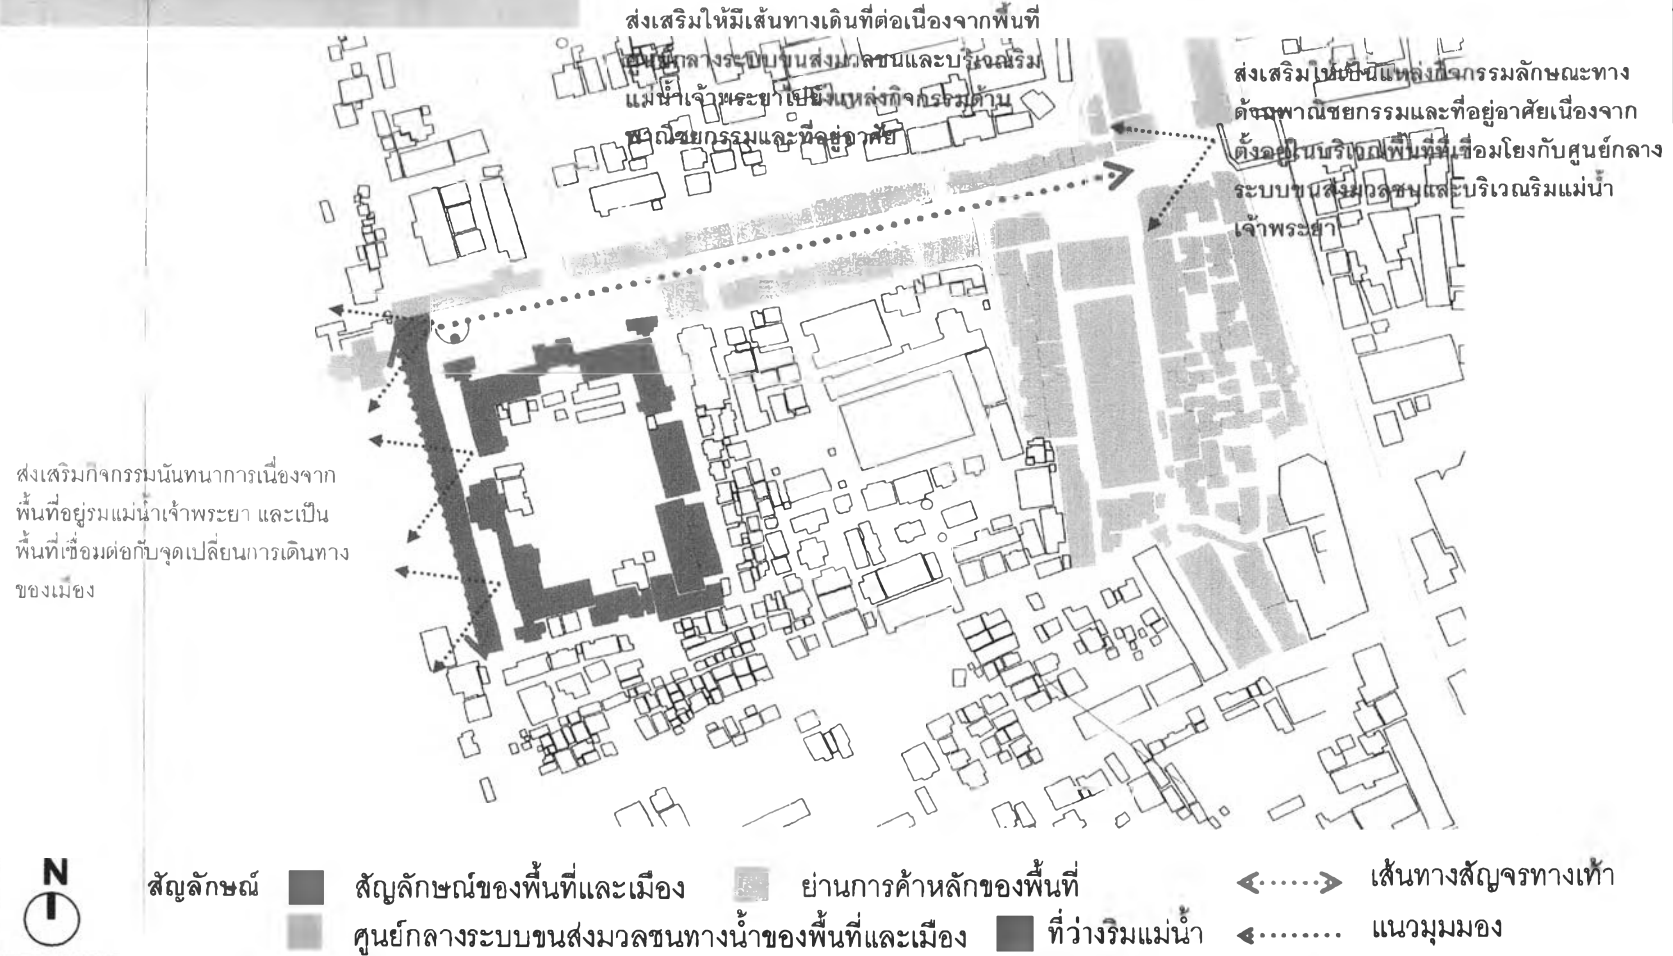 ส่งเสริมให้มีเส้นทางเดินที่ต่อเนื่องจากพื้นที่
ศูนย์กลางระบบขนส่งมวลชนและบริเวณริม
แม่น้ำเจ้าพระยาไปยังแหล่งกิจกรรมด้าน
พาณิชยกรรมและที่อยู่อาศัย
ส่งเสริมให้เป็นแหล่งกิจกรรมลักษณะทาง
ด้านพาณิชยกรรมและที่อยู่อาศัยเนื่องจาก
ตั้งอยู่ในบริเวณพื้นที่ที่เชื่อมโยงกับศูนย์กลาง
ระบบขนส่งมวลชนและบริเวณริมแม่น้ำ
เจ้าพระยา
ส่งเสริมกิจกรรมนันทนาการเนื่องจาก
พื้นที่อยู่รมแม่น้ำเจ้าพระยา และเป็น
พื้นที่เชื่อมต่อกับจุดเปลี่ยนการเดินทาง
ของเมือง
N
สัญลักษณ์ สัญลักษณ์ของพื้นที่และเมือง ย่านการค้าหลักของพื้นที่ เส้นทางสัญจรทางเท้า
ศูนย์กลางระบบขนส่งมวลชนทางน้ำของพื้นที่และเมือง ที่ว่างริมแม่น้ำ แนวมุมมอง